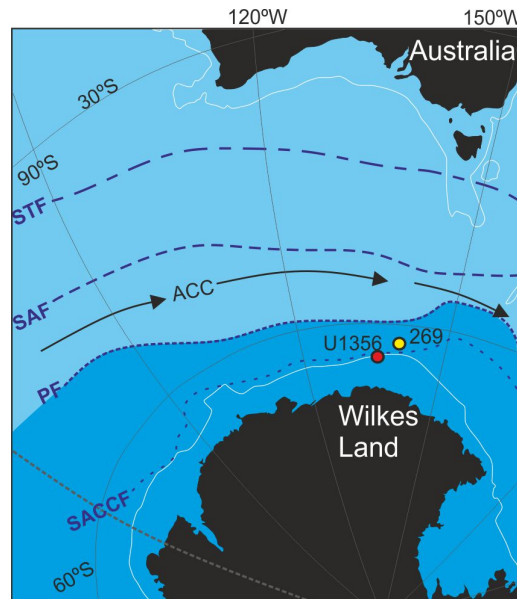 120ºW
150ºW
Australia
30ºS
90ºS
STF
SAF
ACC
U1356
269
PF
Wilkes
Land
SACCF
60ºS